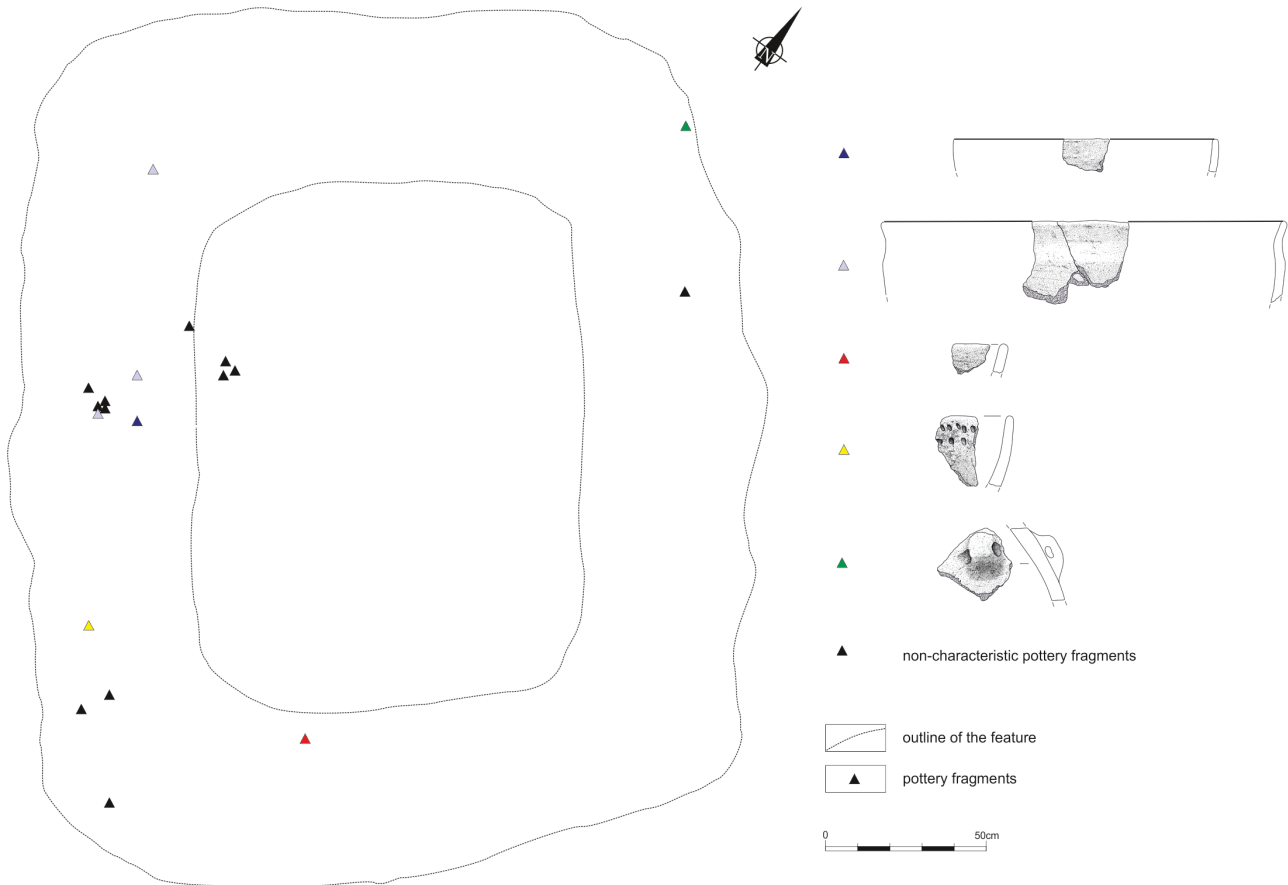 N
non-characteristic pottery fragments
outline of the feature
pottery fragments
0 50cm